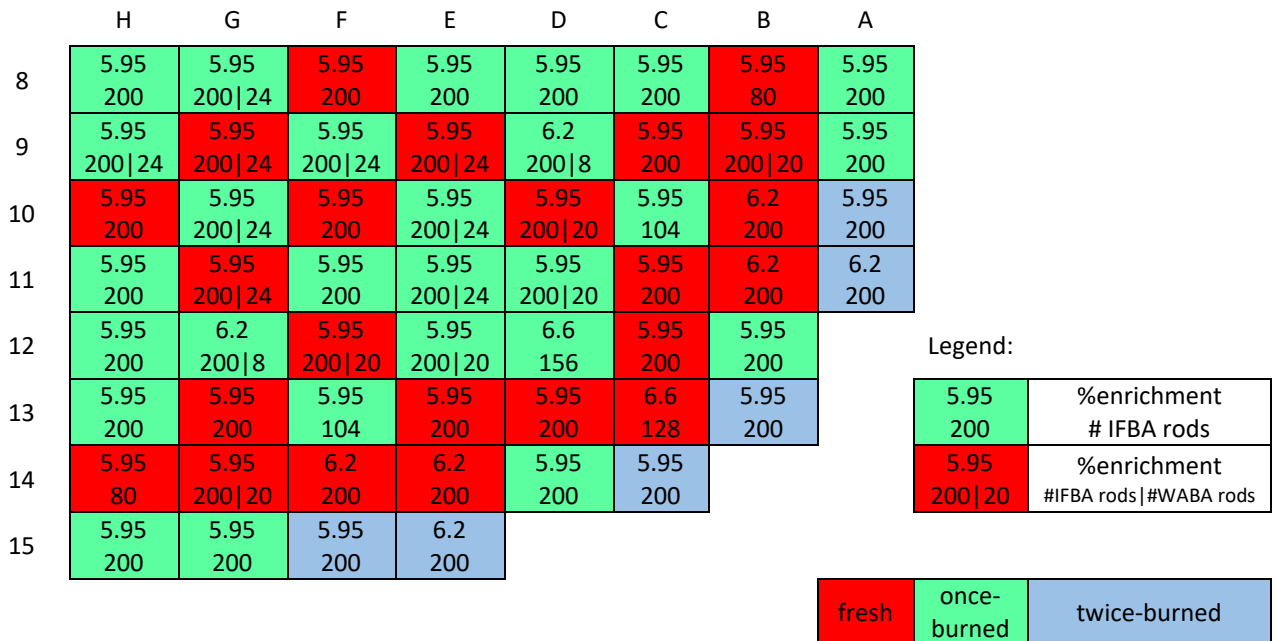 H G F E D C B A
8 5.95 5.95 5.95 5.95 5.95 5.95 5.95 5.95
200 200|24 200 200 200 200 80 200
9 5.95 5.95 5.95 5.95 6.2 5.95 5.95 5.95
200|24 200|24 200|24 200|24 200|8 200 200|20 200
10 5.95 5.95 5.95 5.95 5.95 5.95 6.2 5.95
200 200|24 200 200|24 200|20 104 200 200
11 5.95 5.95 5.95 5.95 5.95 5.95 6.2 6.2
200 200|24 200 200|24 200|20 200 200 200
12 5.95 6.2 5.95 5.95 6.6 5.95 5.95
200 200|8 200|20 200|20 156 200 200
Legend:
13 5.95 5.95 5.95 5.95 5.95 6.6 5.95
200 200 104 200 200 128 200
5.95 %enrichment
200 # IFBA rods
14 5.95 5.95 6.2 6.2 5.95 5.95
80 200|20 200 200 200 200
5.95 %enrichment
200|20 #IFBA rods|#WABA rods
15 5.95 5.95 5.95 6.2
200 200 200 200
fresh once-
burned twice-burned